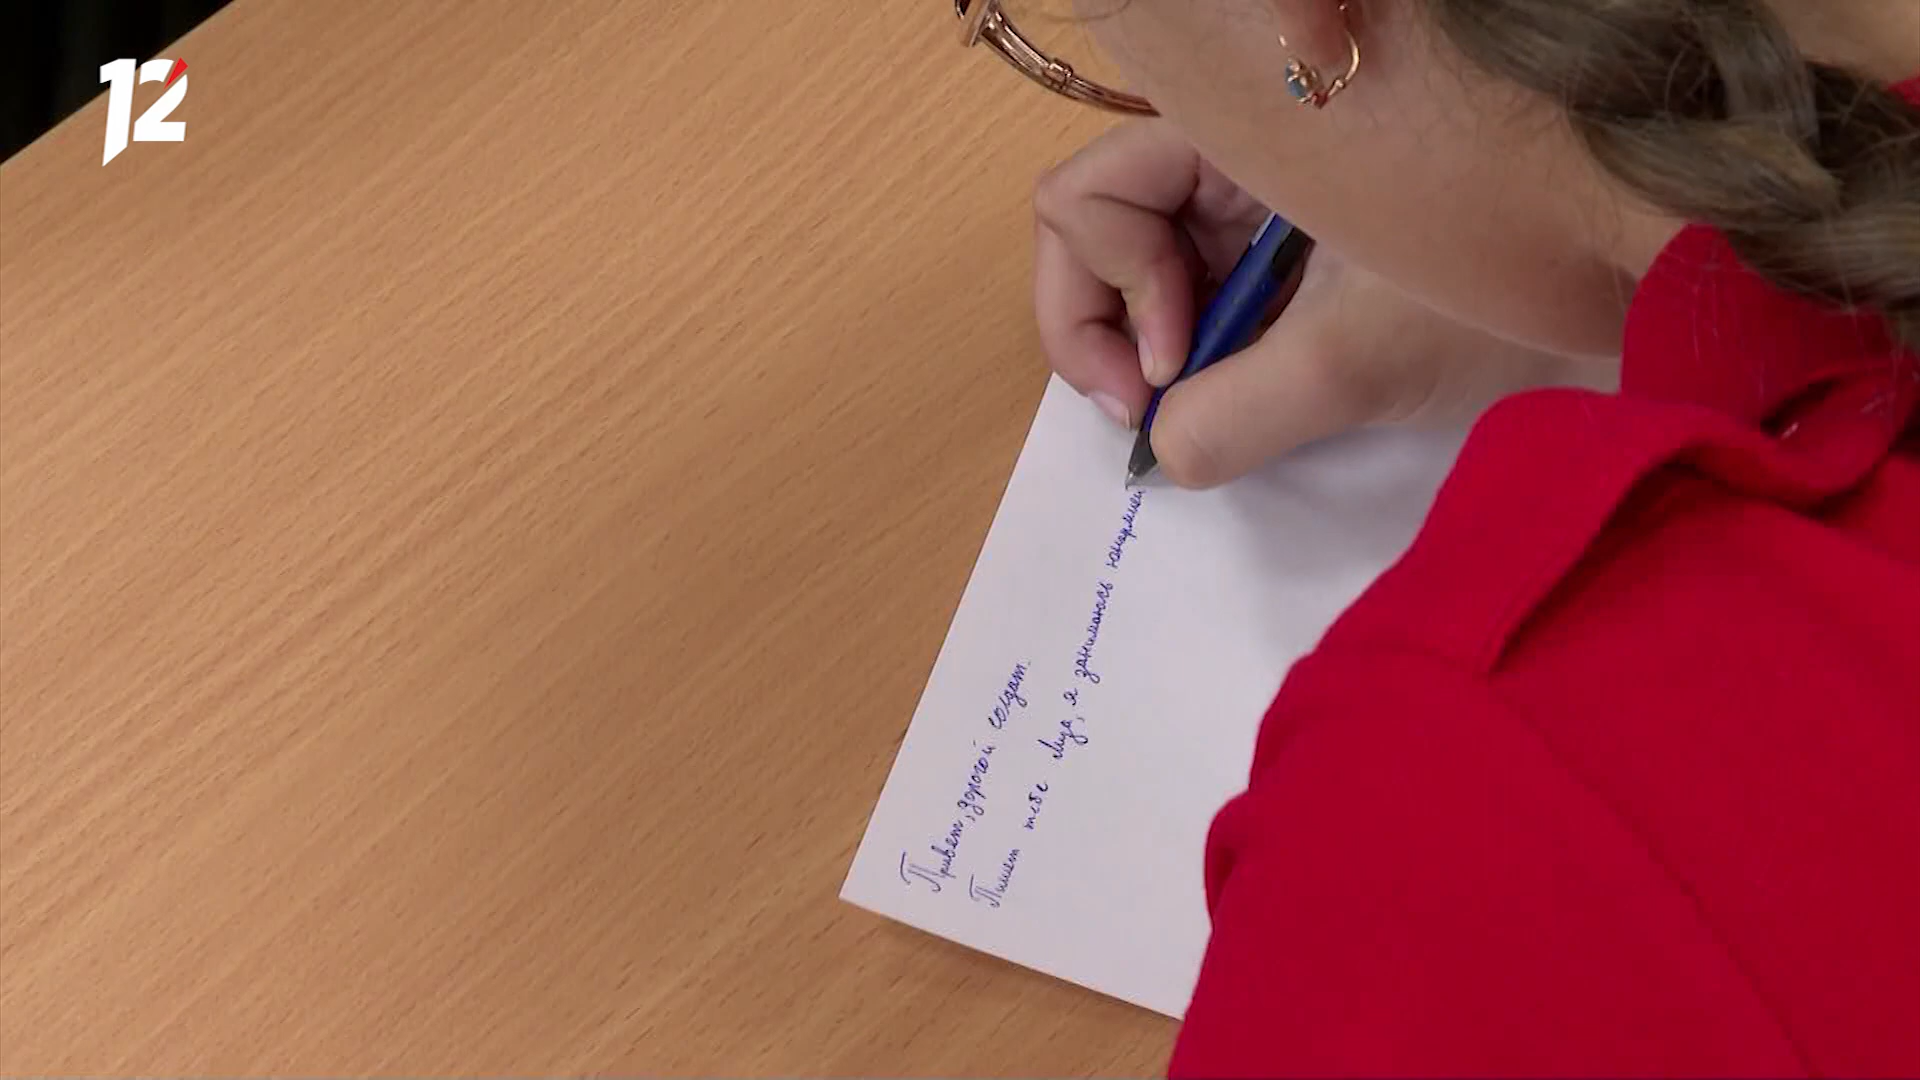 12
Привет, дорогой солдат.
Пишет тебе Лиза, я занимаюсь